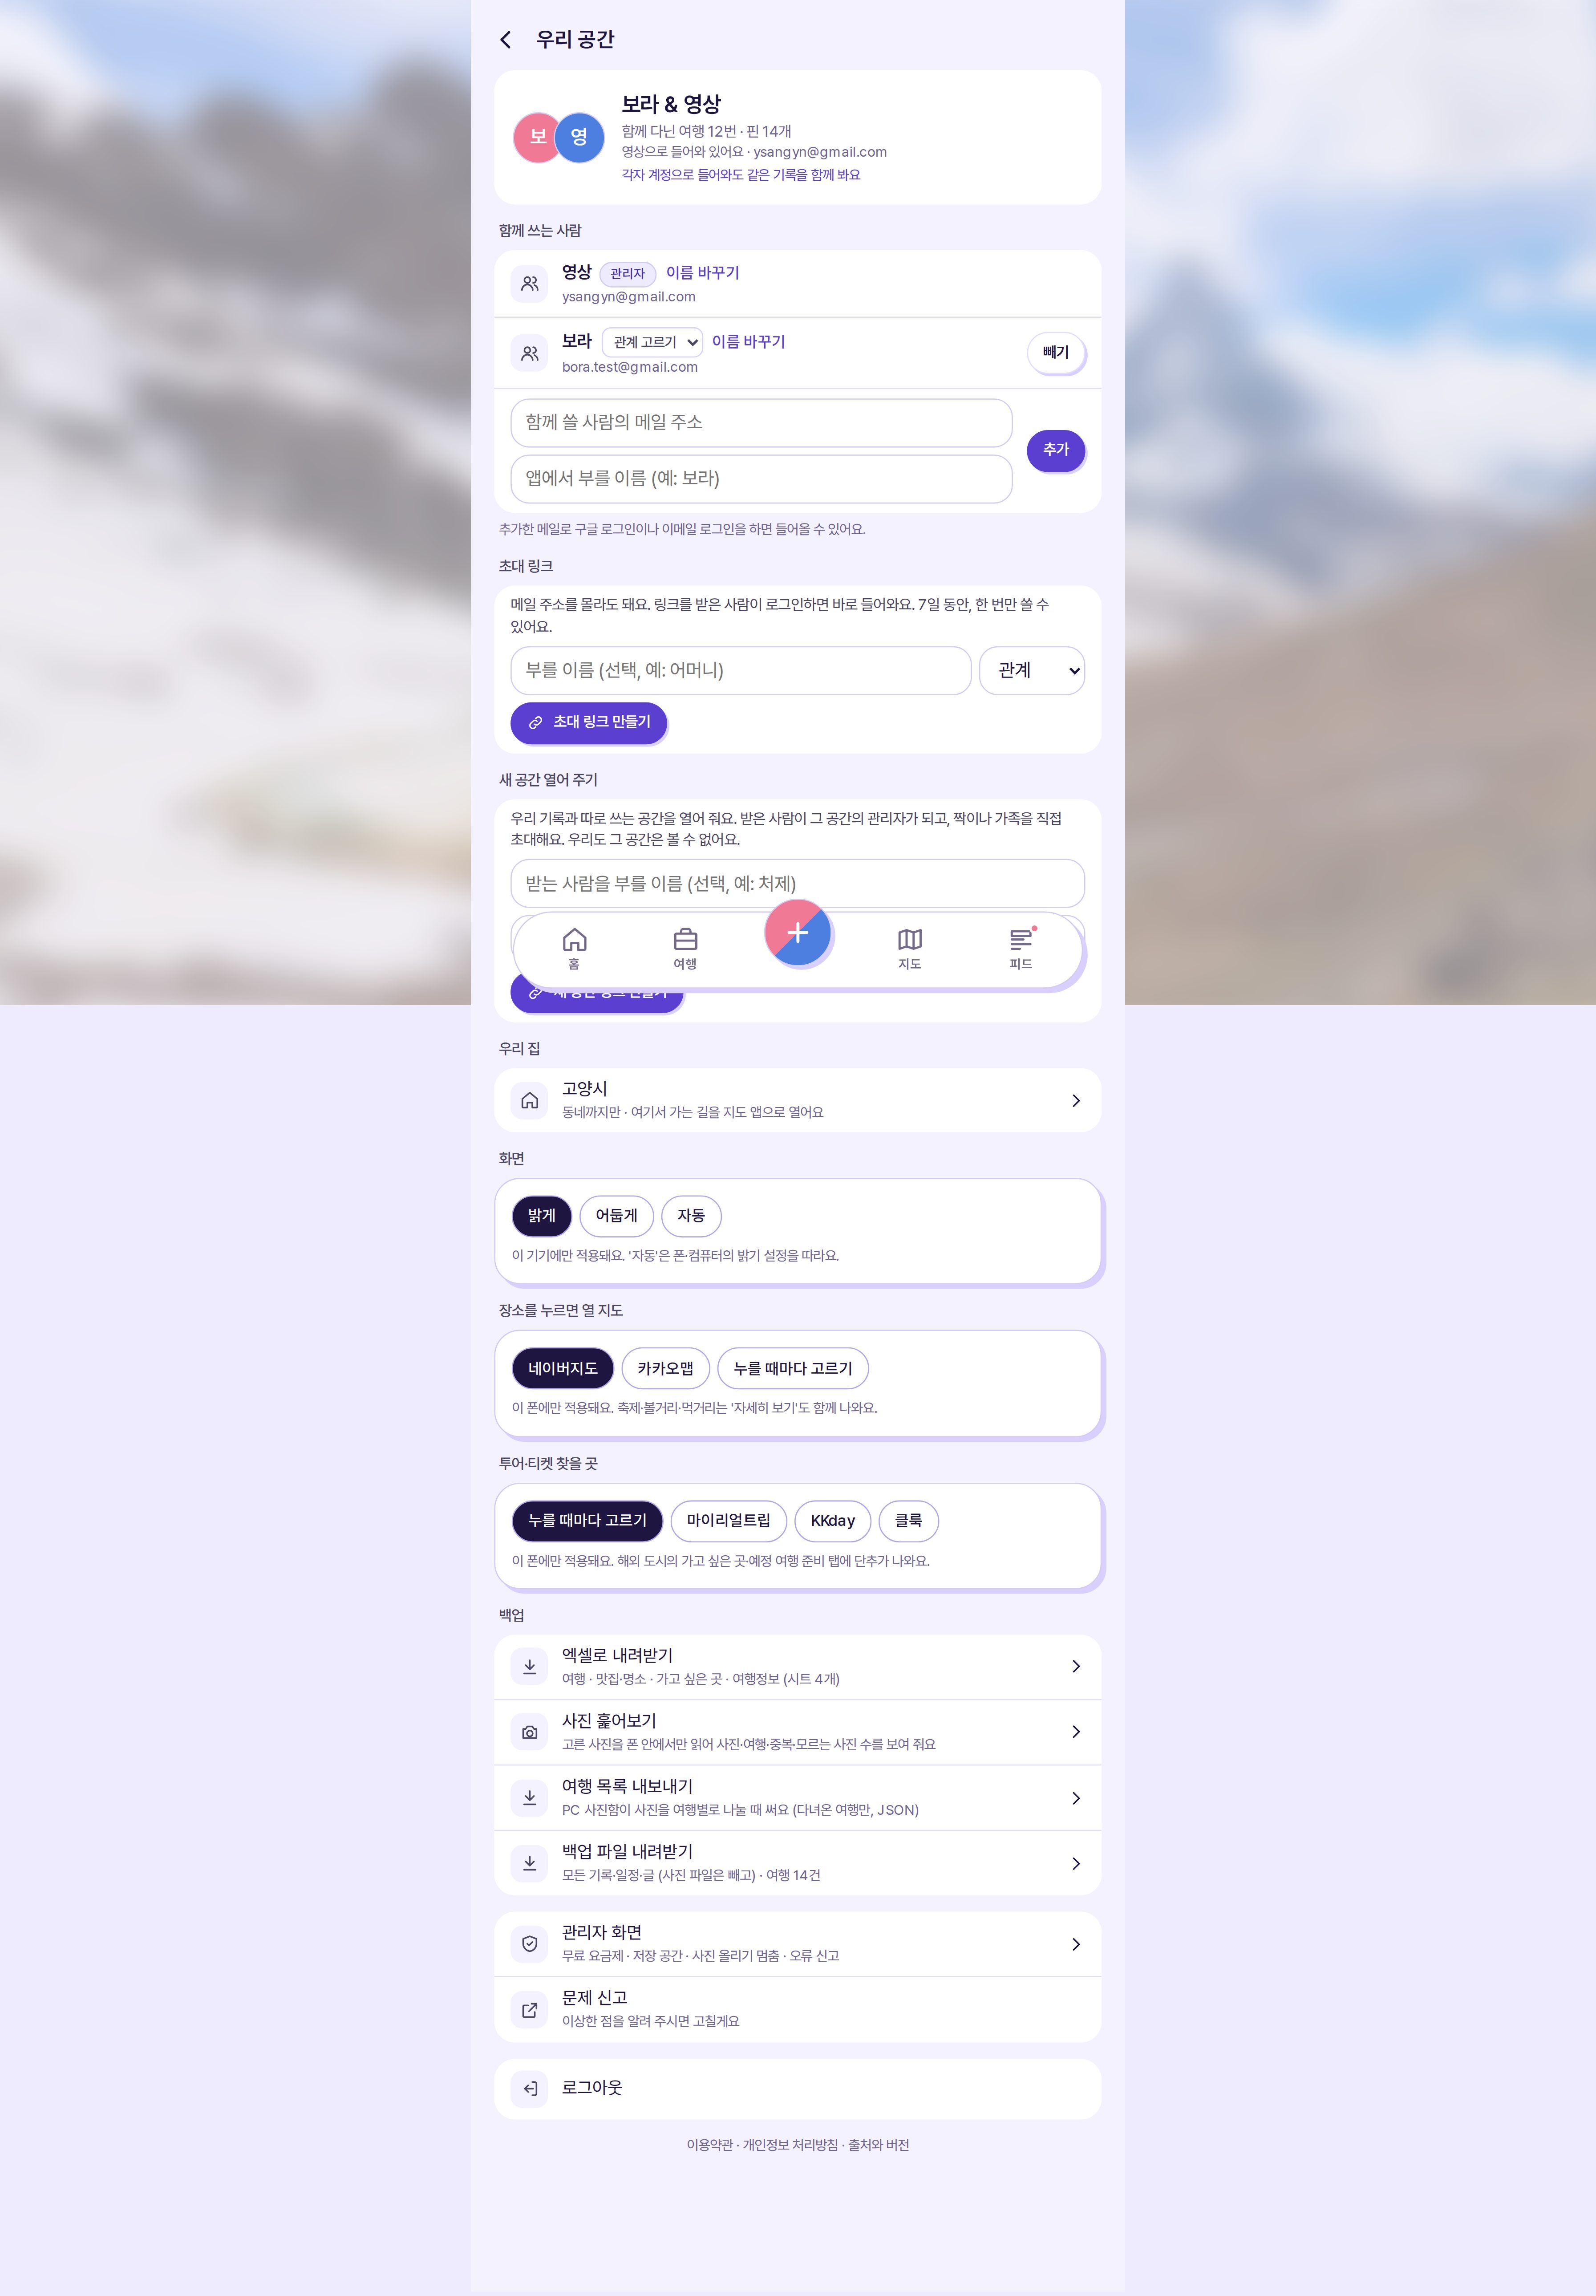 우리 공간
보 영
보라 & 영상
함께 다닌 여행 12번 · 핀 14개
영상으로 들어와 있어요 · ysangyn@gmail.com
각자 계정으로 들어와도 같은 기록을 함께 봐요
함께 쓰는 사람
영상 관리자 이름 바꾸기
ysangyn@gmail.com
보라 관계 고르기 이름 바꾸기
bora.test@gmail.com
빼기
함께 쓸 사람의 메일 주소
앱에서 부를 이름 (예: 보라)
추가
추가한 메일로 구글 로그인이나 이메일 로그인을 하면 들어올 수 있어요.
초대 링크
메일 주소를 몰라도 돼요. 링크를 받은 사람이 로그인하면 바로 들어와요. 7일 동안, 한 번만 쓸 수
있어요.
부를 이름 (선택, 예: 어머니) 관계
초대 링크 만들기
새 공간 열어 주기
우리 기록과 따로 쓰는 공간을 열어 줘요. 받은 사람이 그 공간의 관리자가 되고, 짝이나 가족을 직접
초대해요. 우리도 그 공간은 볼 수 없어요.
받는 사람을 부를 이름 (선택, 예: 처제)
홈 여행 지도 피드
우리 집
고양시
동네까지만 · 여기서 가는 길을 지도 앱으로 열어요
화면
밝게 어둡게 자동
이 기기에만 적용돼요. '자동'은 폰·컴퓨터의 밝기 설정을 따라요.
장소를 누르면 열 지도
네이버지도 카카오맵 누를 때마다 고르기
이 폰에만 적용돼요. 축제·볼거리·먹거리는 '자세히 보기'도 함께 나와요.
투어·티켓 찾을 곳
누를 때마다 고르기 마이리얼트립 KKday 클룩
이 폰에만 적용돼요. 해외 도시의 가고 싶은 곳·예정 여행 준비 탭에 단추가 나와요.
백업
엑셀로 내려받기
여행 · 맛집·명소 · 가고 싶은 곳 · 여행정보 (시트 4개)
사진 훑어보기
고른 사진을 폰 안에서만 읽어 사진·여행·중복·모르는 사진 수를 보여 줘요
여행 목록 내보내기
PC 사진함이 사진을 여행별로 나눌 때 써요 (다녀온 여행만, JSON)
백업 파일 내려받기
모든 기록·일정·글 (사진 파일은 빼고) · 여행 14건
관리자 화면
무료 요금제 · 저장 공간 · 사진 올리기 멈춤 · 오류 신고
문제 신고
이상한 점을 알려 주시면 고칠게요
로그아웃
이용약관 · 개인정보 처리방침 · 출처와 버전